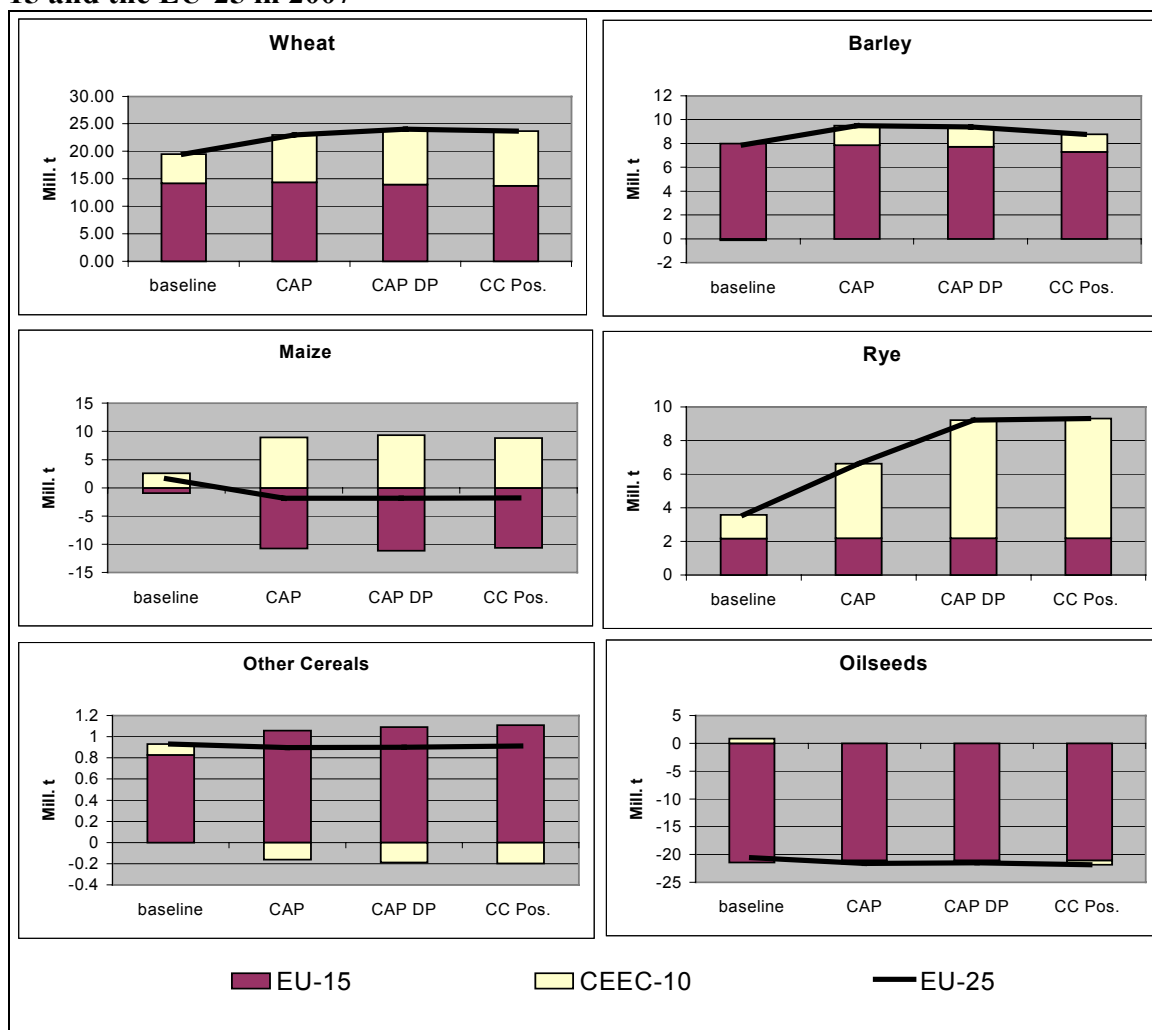 15 and the EU-25 in 2007
Wheat
30.00
25.00
20.00
15.00
10.00
5.00
0.00
Mill. t
baseline CAP CAP DP CC Pos.
Barley
12
10
8
6
4
2
0
-2
Mill. t
baseline CAP CAP DP CC Pos.
Maize
15
10
5
0
-5
-10
-15
Mill. t
baseline CAP CAP DP CC Pos.
Rye
10
8
6
4
2
0
Mill. t
baseline CAP CAP DP CC Pos.
Other Cereals
1.2
1
0.8
0.6
0.4
0.2
0
-0.2
-0.4
Mill. t
baseline CAP CAP DP CC Pos.
Oilseeds
5
0
-5
-10
-15
-20
-25
Mill. t
baseline CAP CAP DP CC Pos.
EU-15 CEEC-10 EU-25